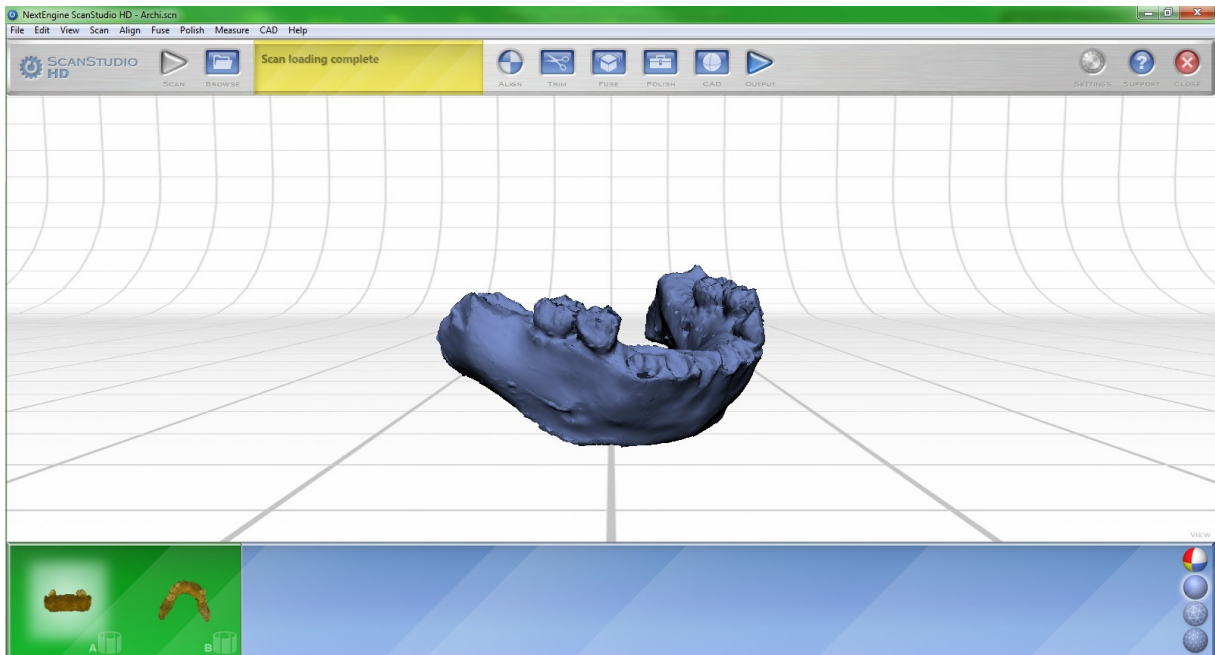 NextEngine ScanStudio HD - Archi.scn
File Edit View Scan Align Fuse Polish Measure CAD Help
SCANSTUDIO
HD
Scan loading complete
SCAN BROWSE ALIGN TRIM FUSE POLISH CAD OUTPUT SETTINGS SUPPORT CLOSE
VIEW
A B